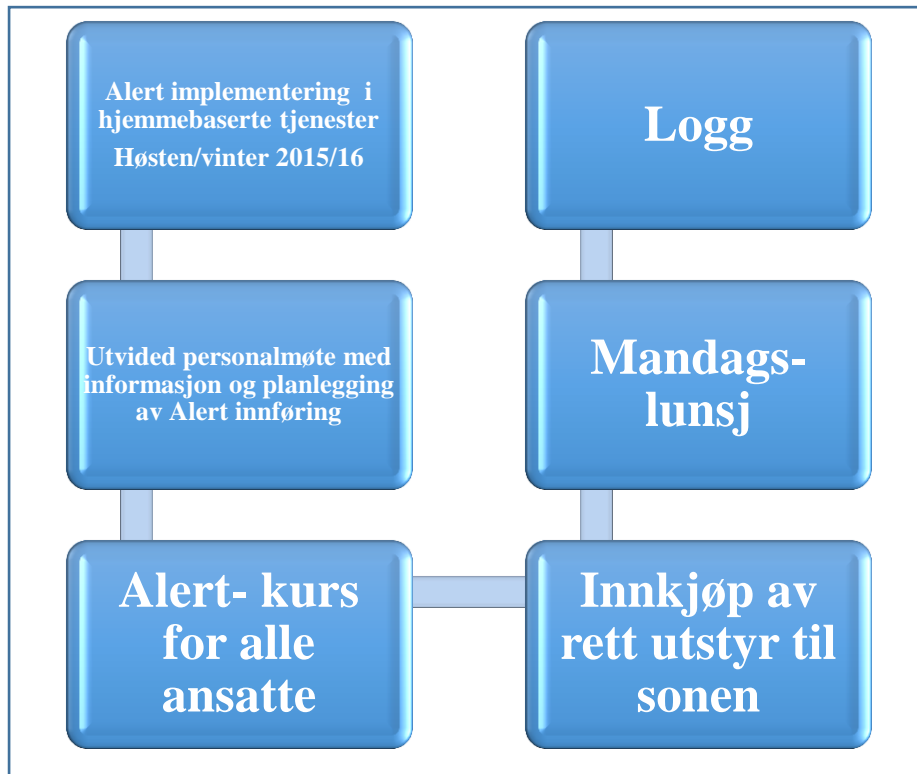 Alert implementering i
hjemmebaserte tjenester
Høsten/vinter 2015/16
Utvided personalmøte med
informasjon og planlegging
av Alert innføring
Alert- kurs
for alle
ansatte
Innkjøp av
rett utstyr til
sonen
Mandags-
lunsj
Logg